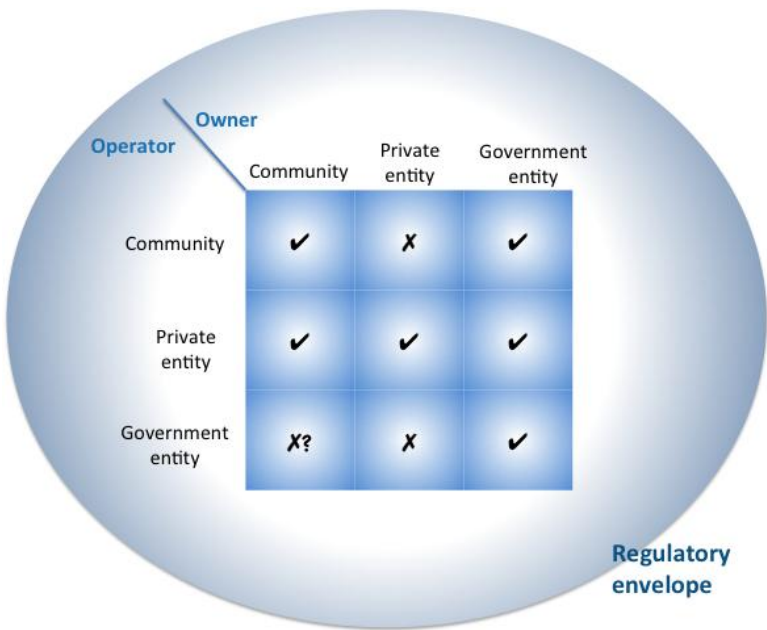 Owner
Operator
Community
Private
entity
Government
entity
Community
✔
✗
✔
Private
entity
✔
✔
✔
Government
entity
✗?
✗
✔
Regulatory
envelope